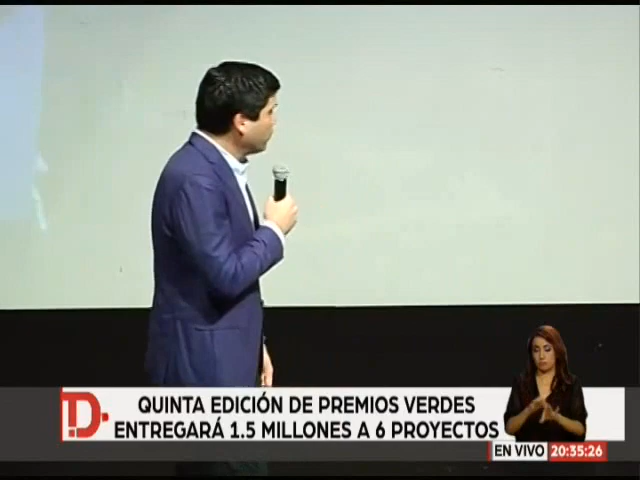 D
QUINTA EDICIÓN DE PREMIOS VERDES
ENTREGARÁ 1.5 MILLONES A 6 PROYECTOS
EN VIVO 20:35:26